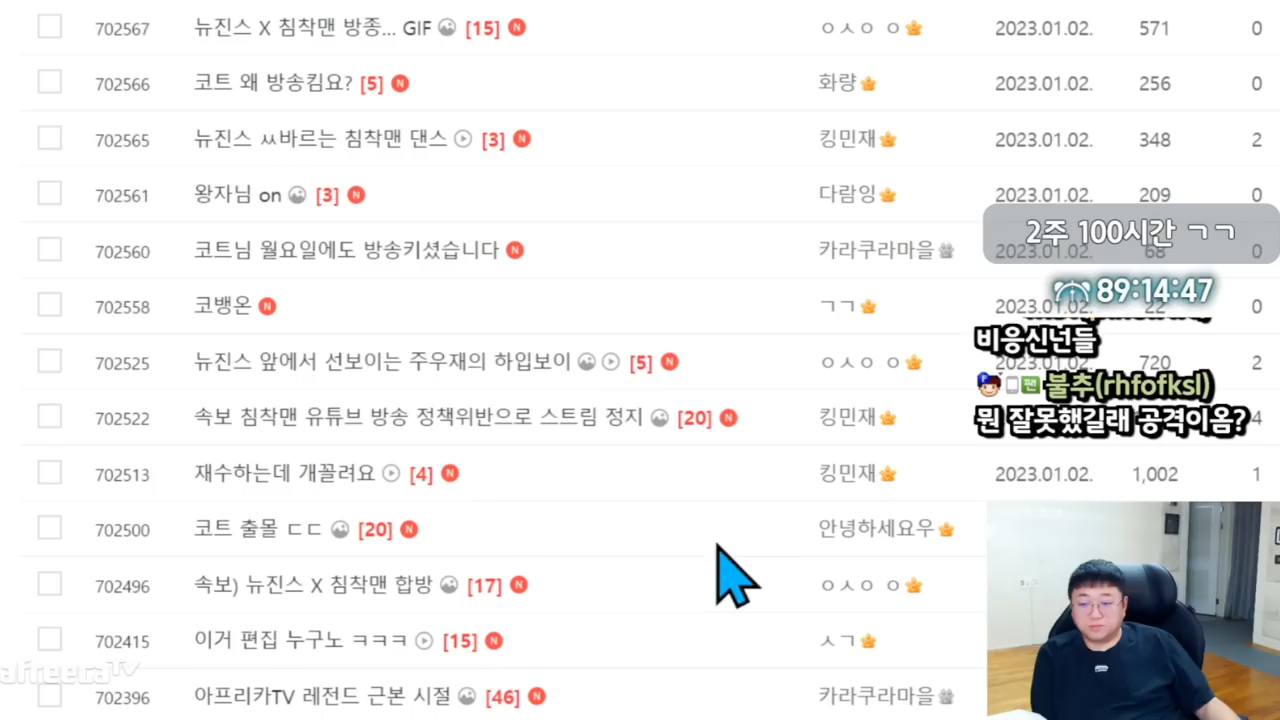 702567 뉴진스 X 침착맨 방종... GIF [15] N ㅇㅅㅇ ㅇ 2023.01.02. 571 0
702566 코트 왜 방송킴요? [5] N 화량 2023.01.02. 256 0
702565 뉴진스 ㅆ바르는 침착맨 댄스 [3] N 킹민재 2023.01.02. 348 2
702561 왕자님 on [3] N 다람잉 2023.01.02. 209 0
2주 100시간 ㄱㄱ
702560 코트님 월요일에도 방송키셨습니다 N 카라쿠라마을 2023.01.02. 68 0
89:14:47
702558 코뱅온 N ㄱㄱ 2023.01.02. 22 0
비응신넌들
702525 뉴진스 앞에서 선보이는 주우재의 하입보이 [5] N ㅇㅅㅇ ㅇ 2023.01.02. 720 2
짼 불추(rhfofksl)
702522 속보 침착맨 유튜브 방송 정책위반으로 스트림 정지 [20] N 킹민재 4
뭔 잘못했길래 공격이옴?
702513 재수하는데 개꼴려요 [4] N 킹민재 2023.01.02. 1,002 1
702500 코트 출몰 ㄷㄷ [20] N 안녕하세요우
702496 속보) 뉴진스 X 침착맨 합방 [17] N ㅇㅅㅇ ㅇ
702415 이거 편집 누구노 ㅋㅋㅋ [15] N ㅅㄱ
afreecaTV
702396 아프리카TV 레전드 근본 시절 [46] N 카라쿠라마을